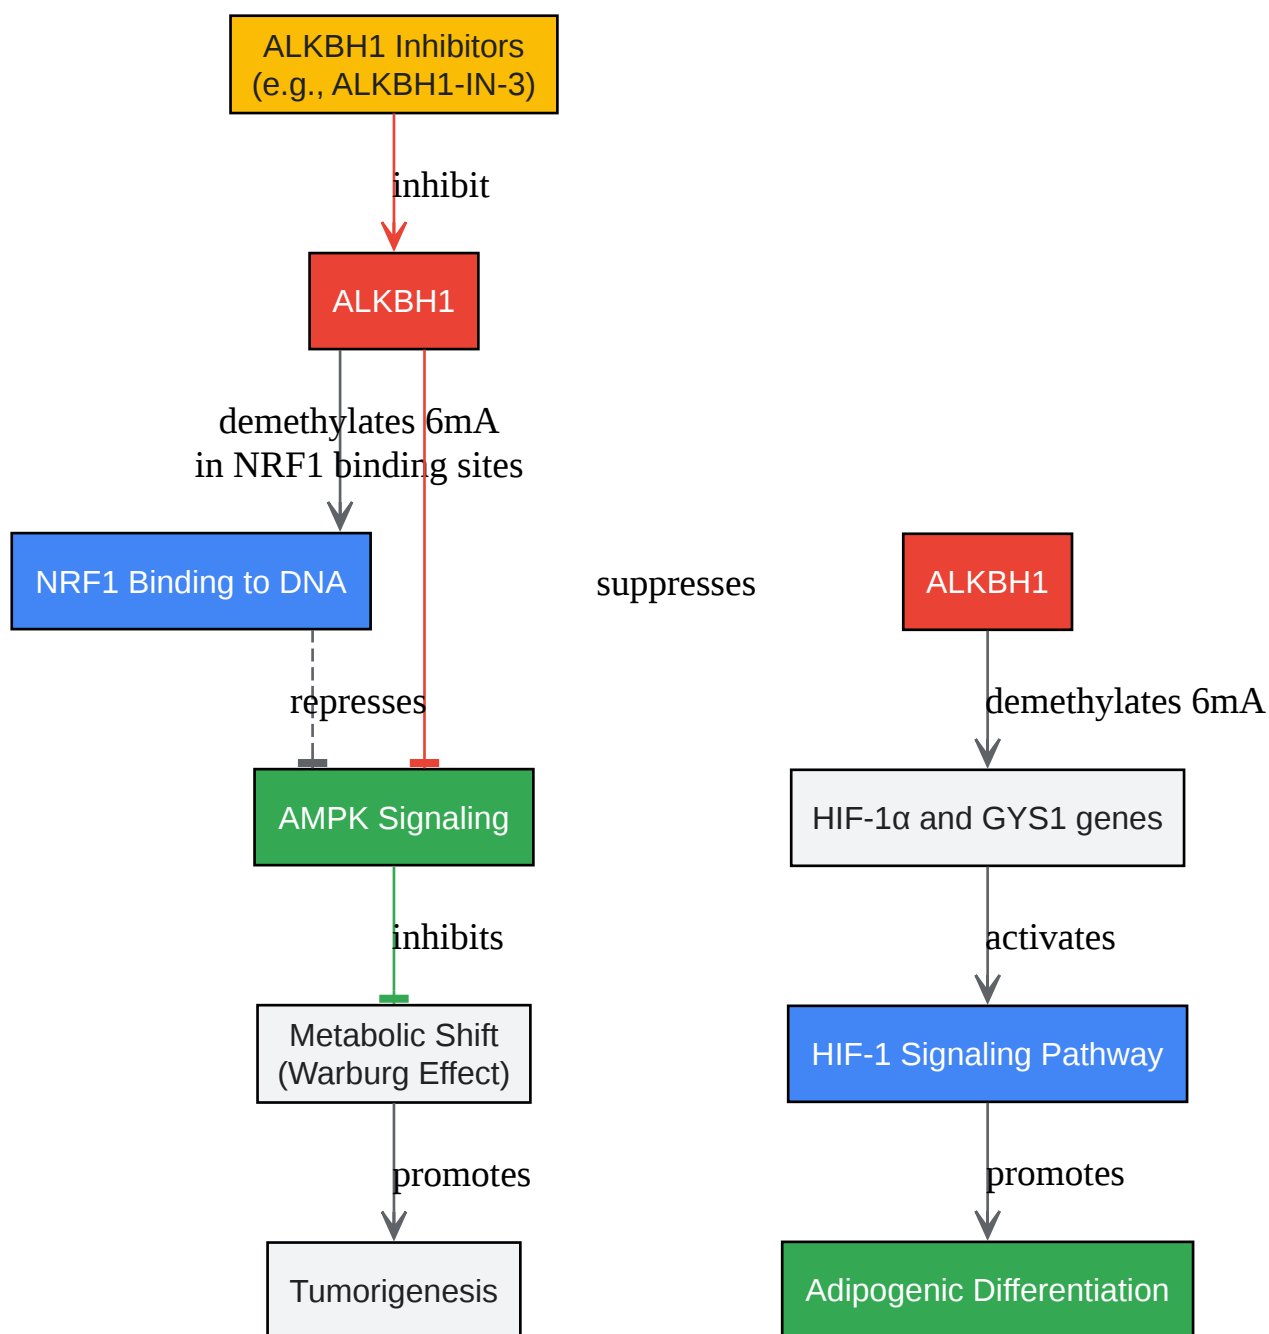 ALKBH1 Inhibitors
(e.g., ALKBH1-IN-3)
inhibit
ALKBH1
demethylates 6mA
in NRF1 binding sites
NRF1 Binding to DNA
suppresses
represses
AMPK Signaling
inhibits
Metabolic Shift
(Warburg Effect)
promotes
Tumorigenesis
ALKBH1
demethylates 6mA
HIF-1α and GYS1 genes
activates
HIF-1 Signaling Pathway
promotes
Adipogenic Differentiation